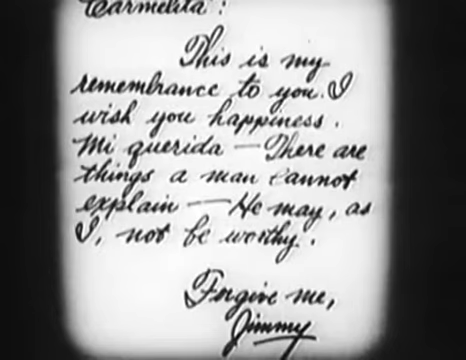 Carmelita:
This is my
remembrance to you. I
wish you happiness.
Mi querida — There are
things a man cannot
explain — He may, as
I, not be worthy.
Forgive me,
Jimmy